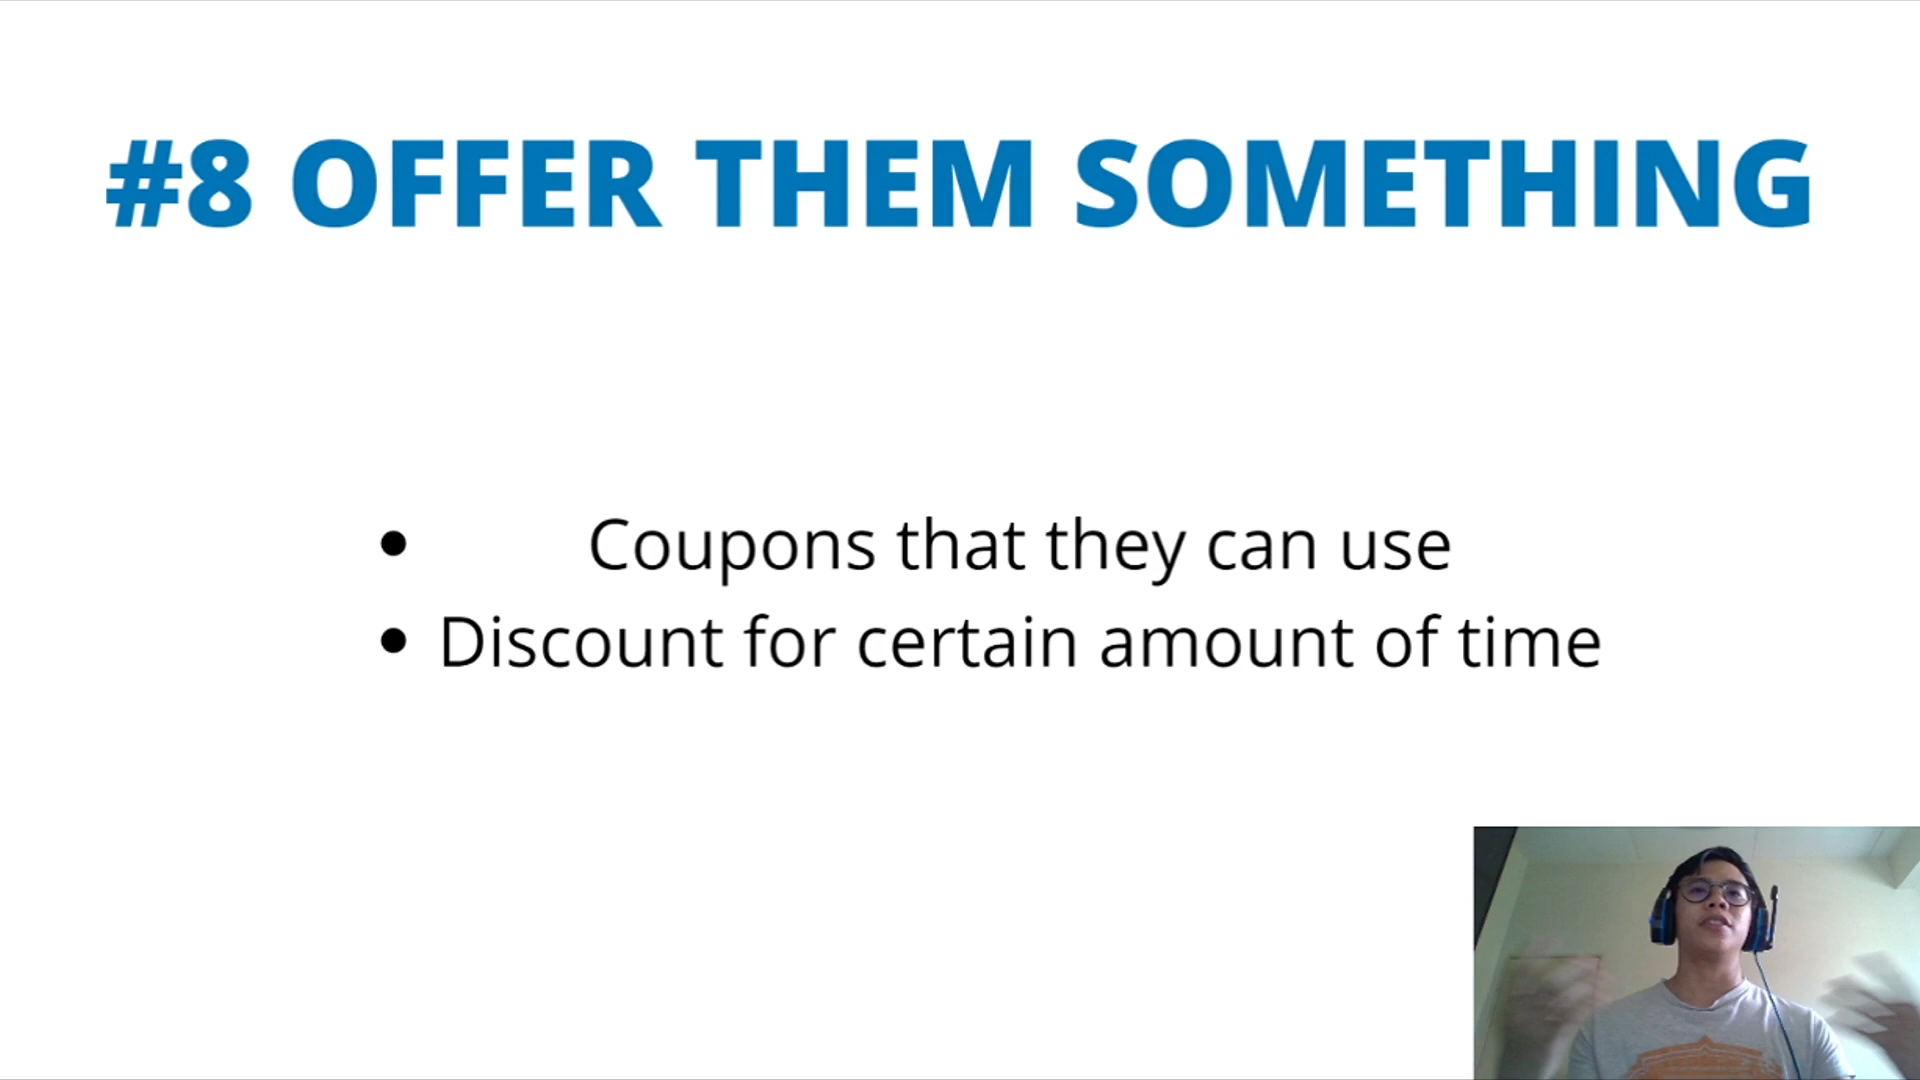 #8 OFFER THEM SOMETHING
• Coupons that they can use
• Discount for certain amount of time